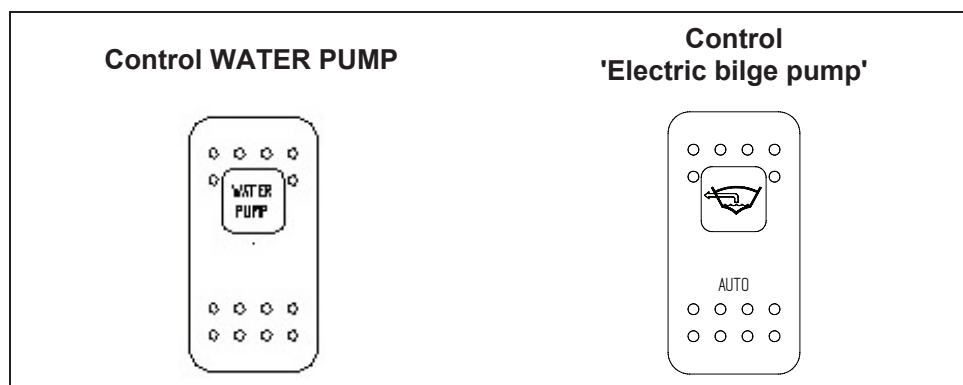 Control WATER PUMP
Control
'Electric bilge pump'
WATER
PUMP
AUTO